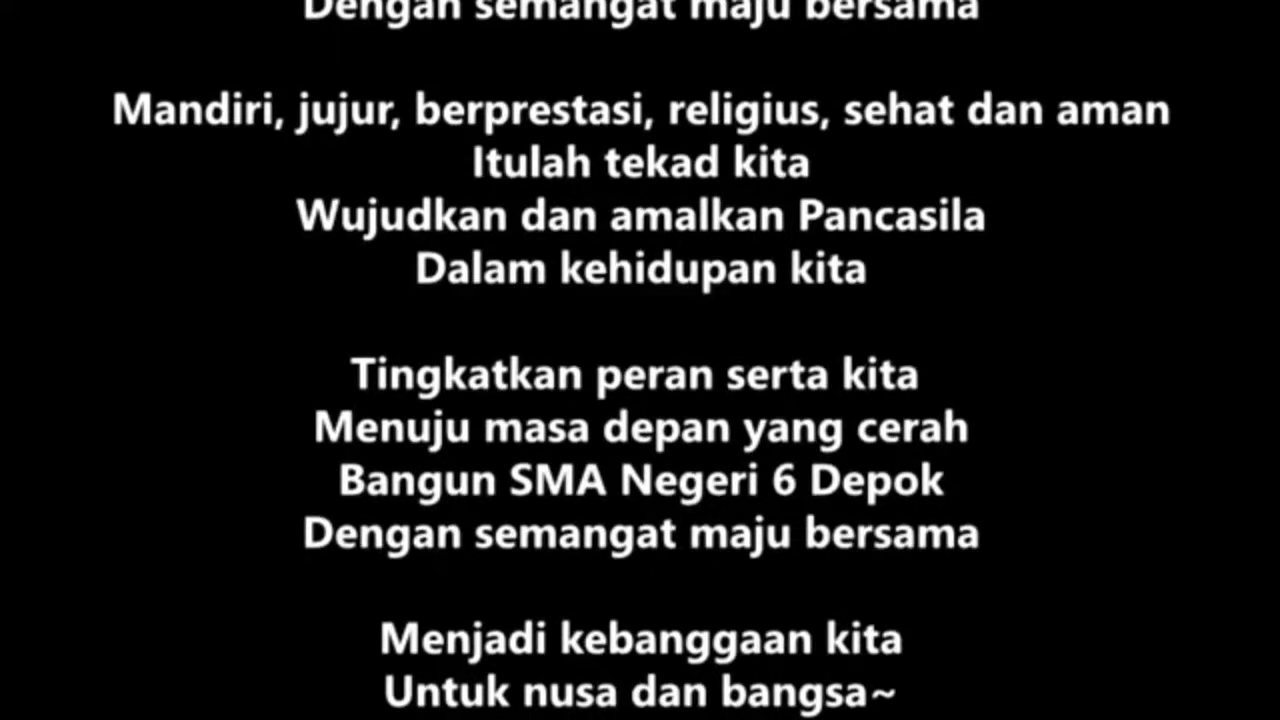 Dengan semangat maju bersama
Mandiri, jujur, berprestasi, religius, sehat dan aman
Itulah tekad kita
Wujudkan dan amalkan Pancasila
Dalam kehidupan kita
Tingkatkan peran serta kita
Menuju masa depan yang cerah
Bangun SMA Negeri 6 Depok
Dengan semangat maju bersama
Menjadi kebanggaan kita
Untuk nusa dan bangsa~